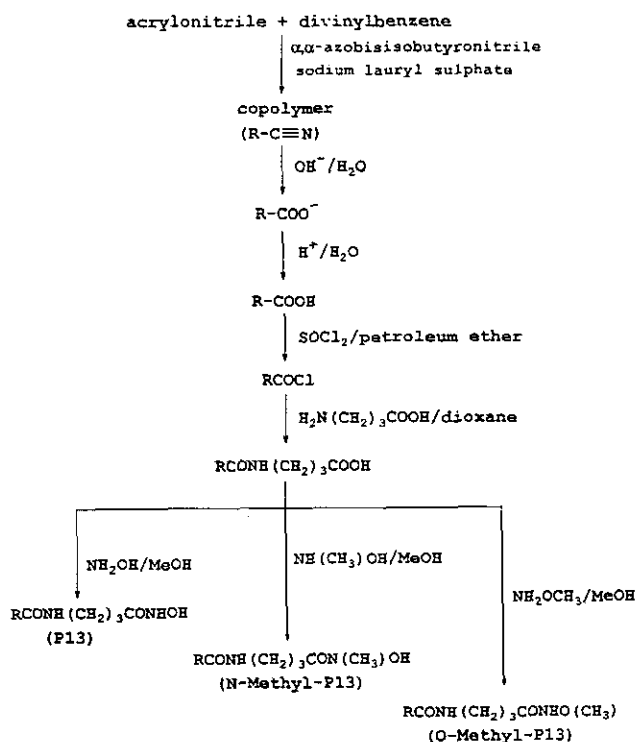 acrylonitrile + divinylbenzene
α,α-azobisisobutyronitrile
sodium lauryl sulphate
copolymer
(R-C≡N)
OH⁻/H₂O
R-COO⁻
H⁺/H₂O
R-COOH
SOCl₂/petroleum ether
RCOCl
H₂N(CH₂)₃COOH/dioxane
RCONH(CH₂)₃COOH
NH₂OH/MeOH
NH(CH₃)OH/MeOH
NH₂OCH₃/MeOH
RCONH(CH₂)₃CONHOH
(P13)
RCONH(CH₂)₃CON(CH₃)OH
(N-Methyl-P13)
RCONH(CH₂)₃CONHO(CH₃)
(O-Methyl-P13)